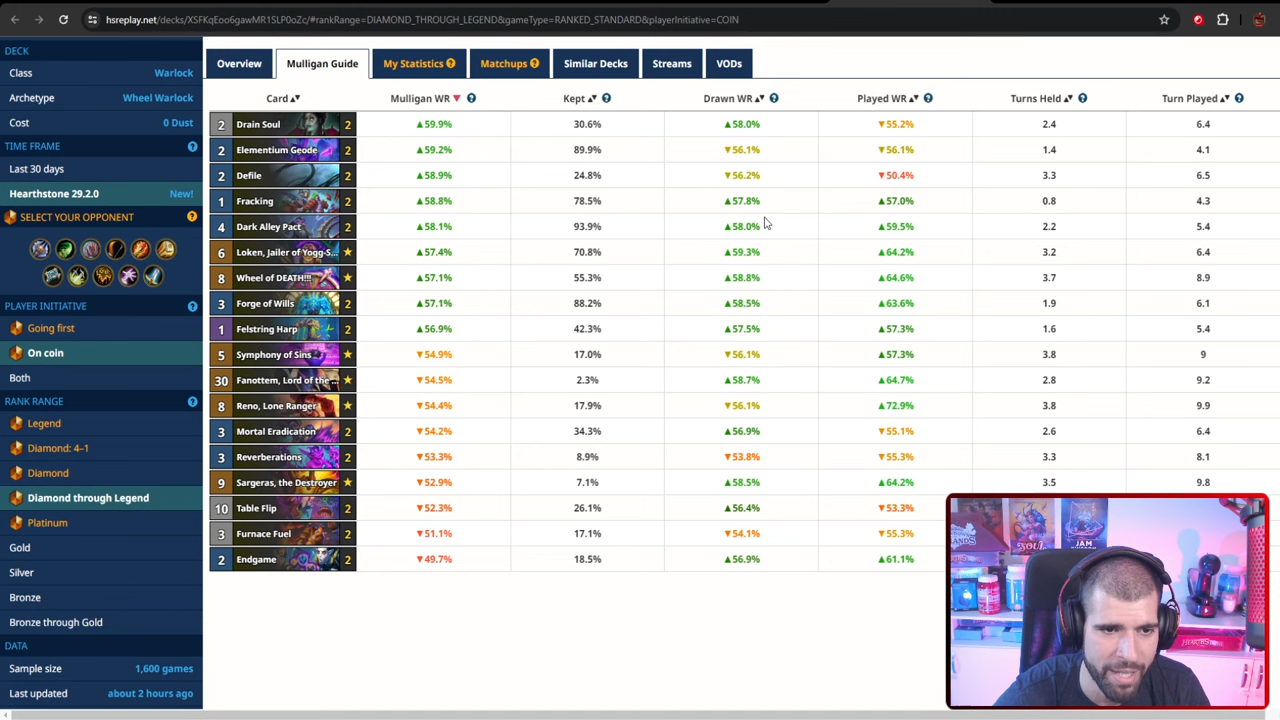 hsreplay.net/decks/XSFKqEoo6gawMR1SLP0oZc/#rankRange=DIAMOND_THROUGH_LEGEND&gameType=RANKED_STANDARD&playerInitiative=COIN
DECK
Class Warlock
Archetype Wheel Warlock
Cost 0 Dust
TIME FRAME
Last 30 days
Hearthstone 29.2.0 New!
SELECT YOUR OPPONENT
PLAYER INITIATIVE
Going first
On coin
Both
RANK RANGE
Legend
Diamond: 4–1
Diamond
Diamond through Legend
Platinum
Gold
Silver
Bronze
Bronze through Gold
DATA
Sample size 1,600 games
Last updated about 2 hours ago
Overview Mulligan Guide My Statistics Matchups Similar Decks Streams VODs
Card Mulligan WR Kept Drawn WR Played WR Turns Held Turn Played
2 Drain Soul 2 ▲59.9% 30.6% ▲58.0% ▼55.2% 2.4 6.4
2 Elementium Geode 2 ▲59.2% 89.9% ▼56.1% ▼56.1% 1.4 4.1
2 Defile 2 ▲58.9% 24.8% ▼56.2% ▼50.4% 3.3 6.5
1 Fracking 2 ▲58.8% 78.5% ▲57.8% ▲57.0% 0.8 4.3
4 Dark Alley Pact 2 ▲58.1% 93.9% ▲58.0% ▲59.5% 2.2 5.4
6 Loken, Jailer of Yogg-S... ★ ▲57.4% 70.8% ▲59.3% ▲64.2% 3.2 6.1
8 Wheel of DEATH!!! ★ ▲57.1% 55.3% ▲58.8% ▲64.6% 3.7 8.9
3 Forge of Wills 2 ▲57.1% 88.2% ▲58.5% ▲63.6% 1.9 6.1
1 Felstring Harp 2 ▲56.9% 42.3% ▲57.5% ▲57.3% 1.6 5.4
5 Symphony of Sins ★ ▼54.9% 17.0% ▼56.1% ▲57.3% 3.8 9
30 Fanottem, Lord of the ... ★ ▼54.5% 2.3% ▲58.7% ▲64.7% 2.8 9.2
8 Reno, Lone Ranger ★ ▼54.4% 17.9% ▼56.1% ▲72.9% 3.8 9.9
3 Mortal Eradication 2 ▼54.2% 34.3% ▲56.9% ▼55.1% 2.6 6.4
3 Reverberations 2 ▼53.3% 8.9% ▼53.8% ▼55.3% 3.3 8.1
9 Sargeras, the Destroyer ★ ▼52.9% 7.1% ▲58.5% ▲64.2% 3.5 9.8
10 Table Flip 2 ▼52.3% 26.1% ▲56.4% ▼53.3%
3 Furnace Fuel 2 ▼51.1% 17.1% ▼54.1% ▼55.3%
2 Endgame 2 ▼49.7% 18.5% ▲56.9% ▲61.1%